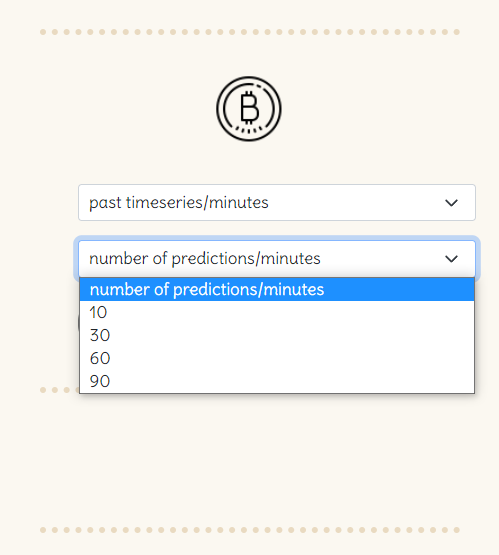 past timeseries/minutes
number of predictions/minutes
number of predictions/minutes
10
30
60
90